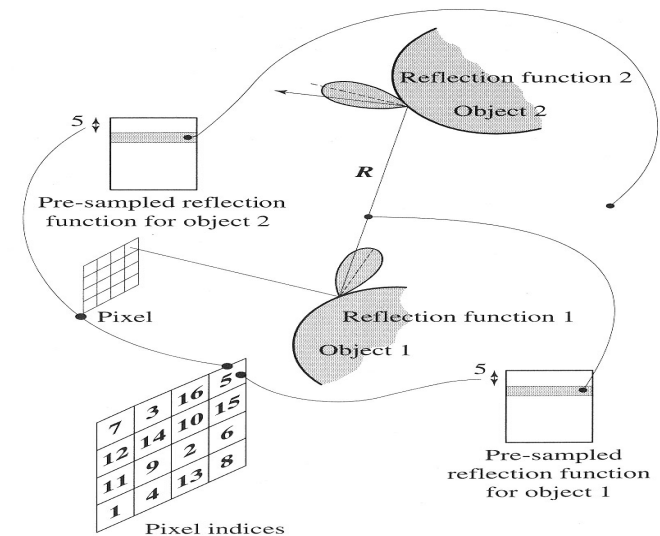 Reflection function 2
Object 2
5
Pre-sampled reflection
function for object 2
R
Pixel
Reflection function 1
Object 1
5
7 3 16 5
12 14 10 15
11 9 2 6
1 4 13 8
Pixel indices
Pre-sampled
reflection function
for object 1